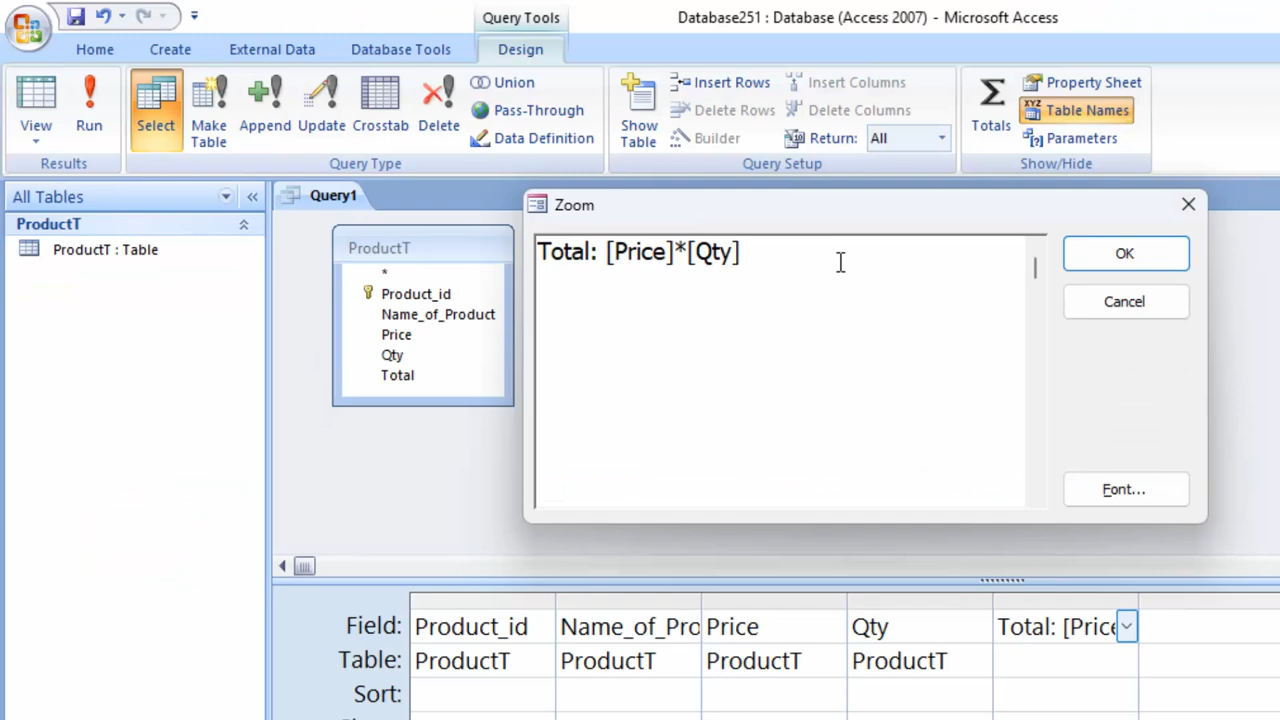 Query Tools
Database251 : Database (Access 2007) - Microsoft Access
Home Create External Data Database Tools Design
View
Run
Select
Make Table
Append
Update
Crosstab
Delete
Union
Pass-Through
Data Definition
Show Table
Insert Rows
Delete Rows
Builder
Insert Columns
Delete Columns
Return: All
Totals
Property Sheet
XYZ Table Names
Parameters
Results Query Type Query Setup Show/Hide
All Tables
ProductT
ProductT : Table
Query1
ProductT
*
Product_id
Name_of_Product
Price
Qty
Total
Zoom
Total: [Price]*[Qty]
OK
Cancel
Font...
Field: Product_id Name_of_Pro Price Qty Total: [Price
Table: ProductT ProductT ProductT ProductT
Sort: